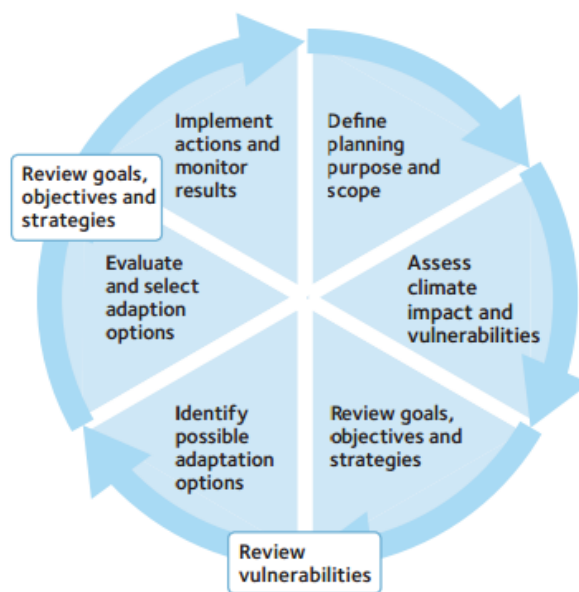 Implement
actions and
monitor
results
Define
planning
purpose and
scope
Review goals,
objectives and
strategies
Evaluate
and select
adaption
options
Assess
climate
impact and
vulnerabilities
Identify
possible
adaptation
options
Review goals,
objectives and
strategies
Review
vulnerabilities